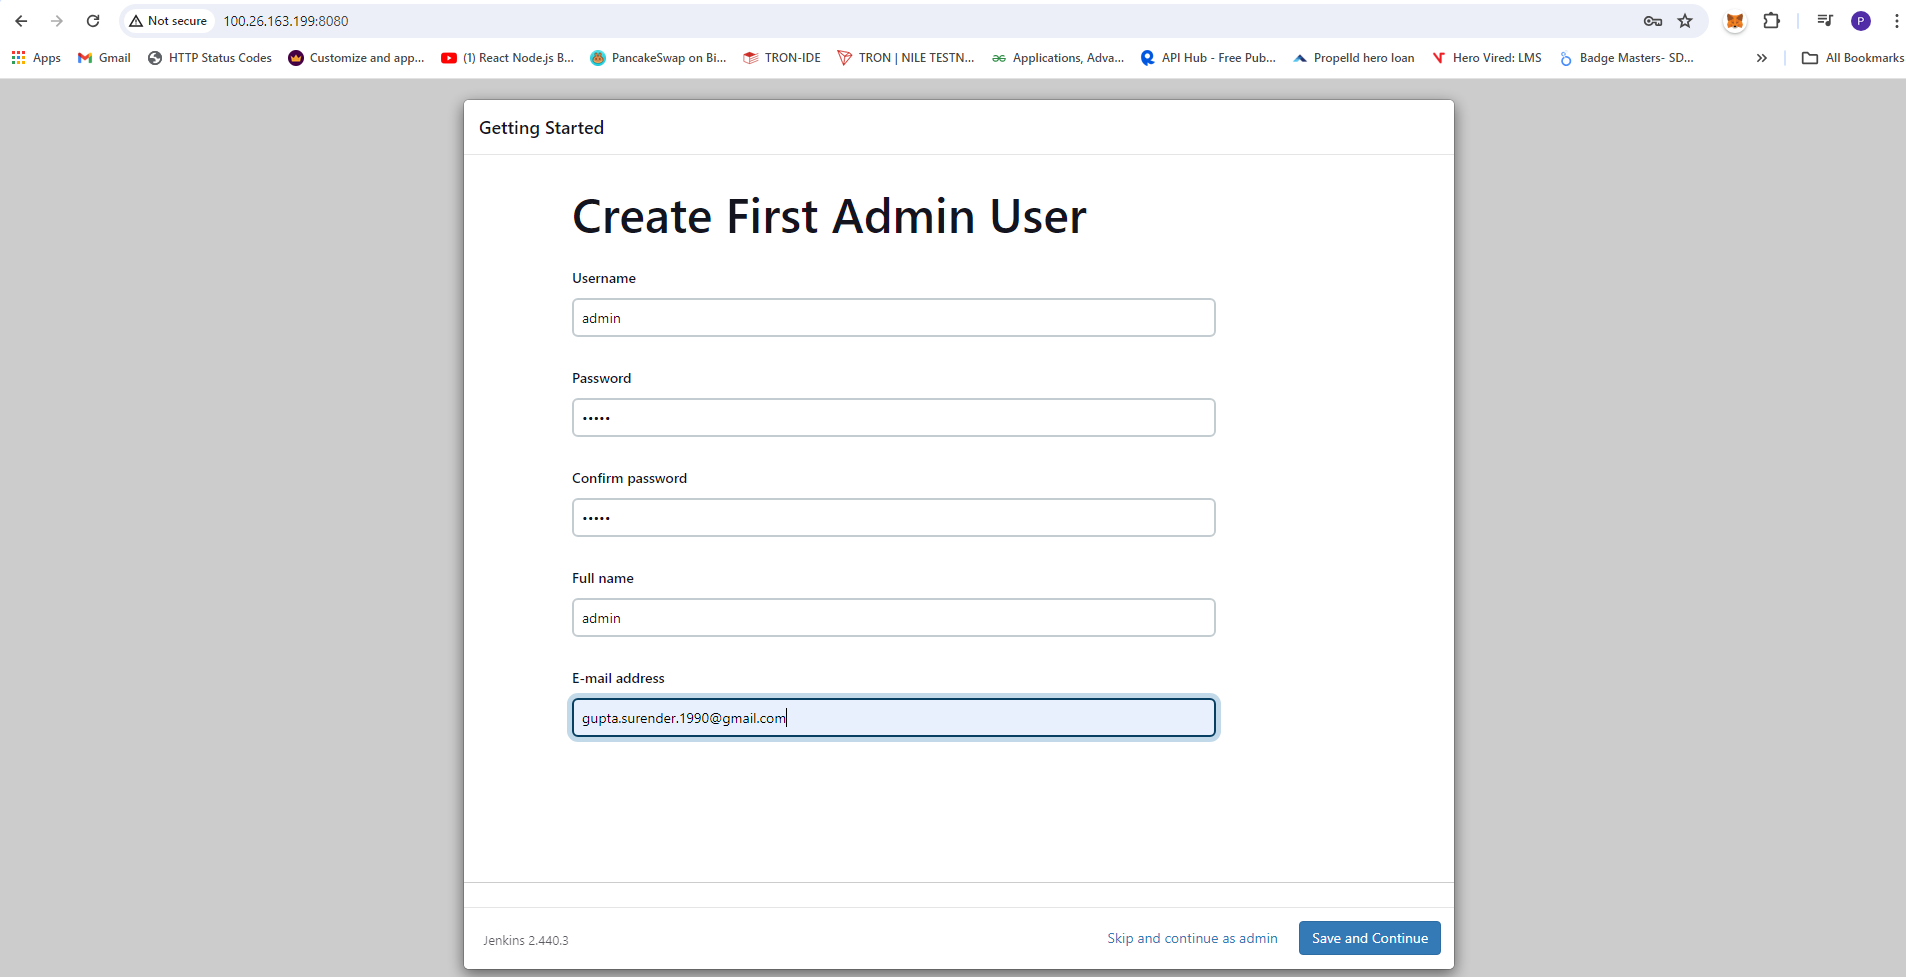 Not secure 100.26.163.199:8080 P
Apps Gmail HTTP Status Codes Customize and app... (1) React Node.js B... PancakeSwap on Bi... TRON-IDE TRON | NILE TESTN... Applications, Adva... API Hub - Free Pub... Propelld hero loan Hero Vired: LMS Badge Masters- SD... » All Bookmarks
Getting Started
Create First Admin User
Username
admin
Password
•••••
Confirm password
•••••
Full name
admin
E-mail address
gupta.surender.1990@gmail.com
Jenkins 2.440.3 Skip and continue as admin Save and Continue